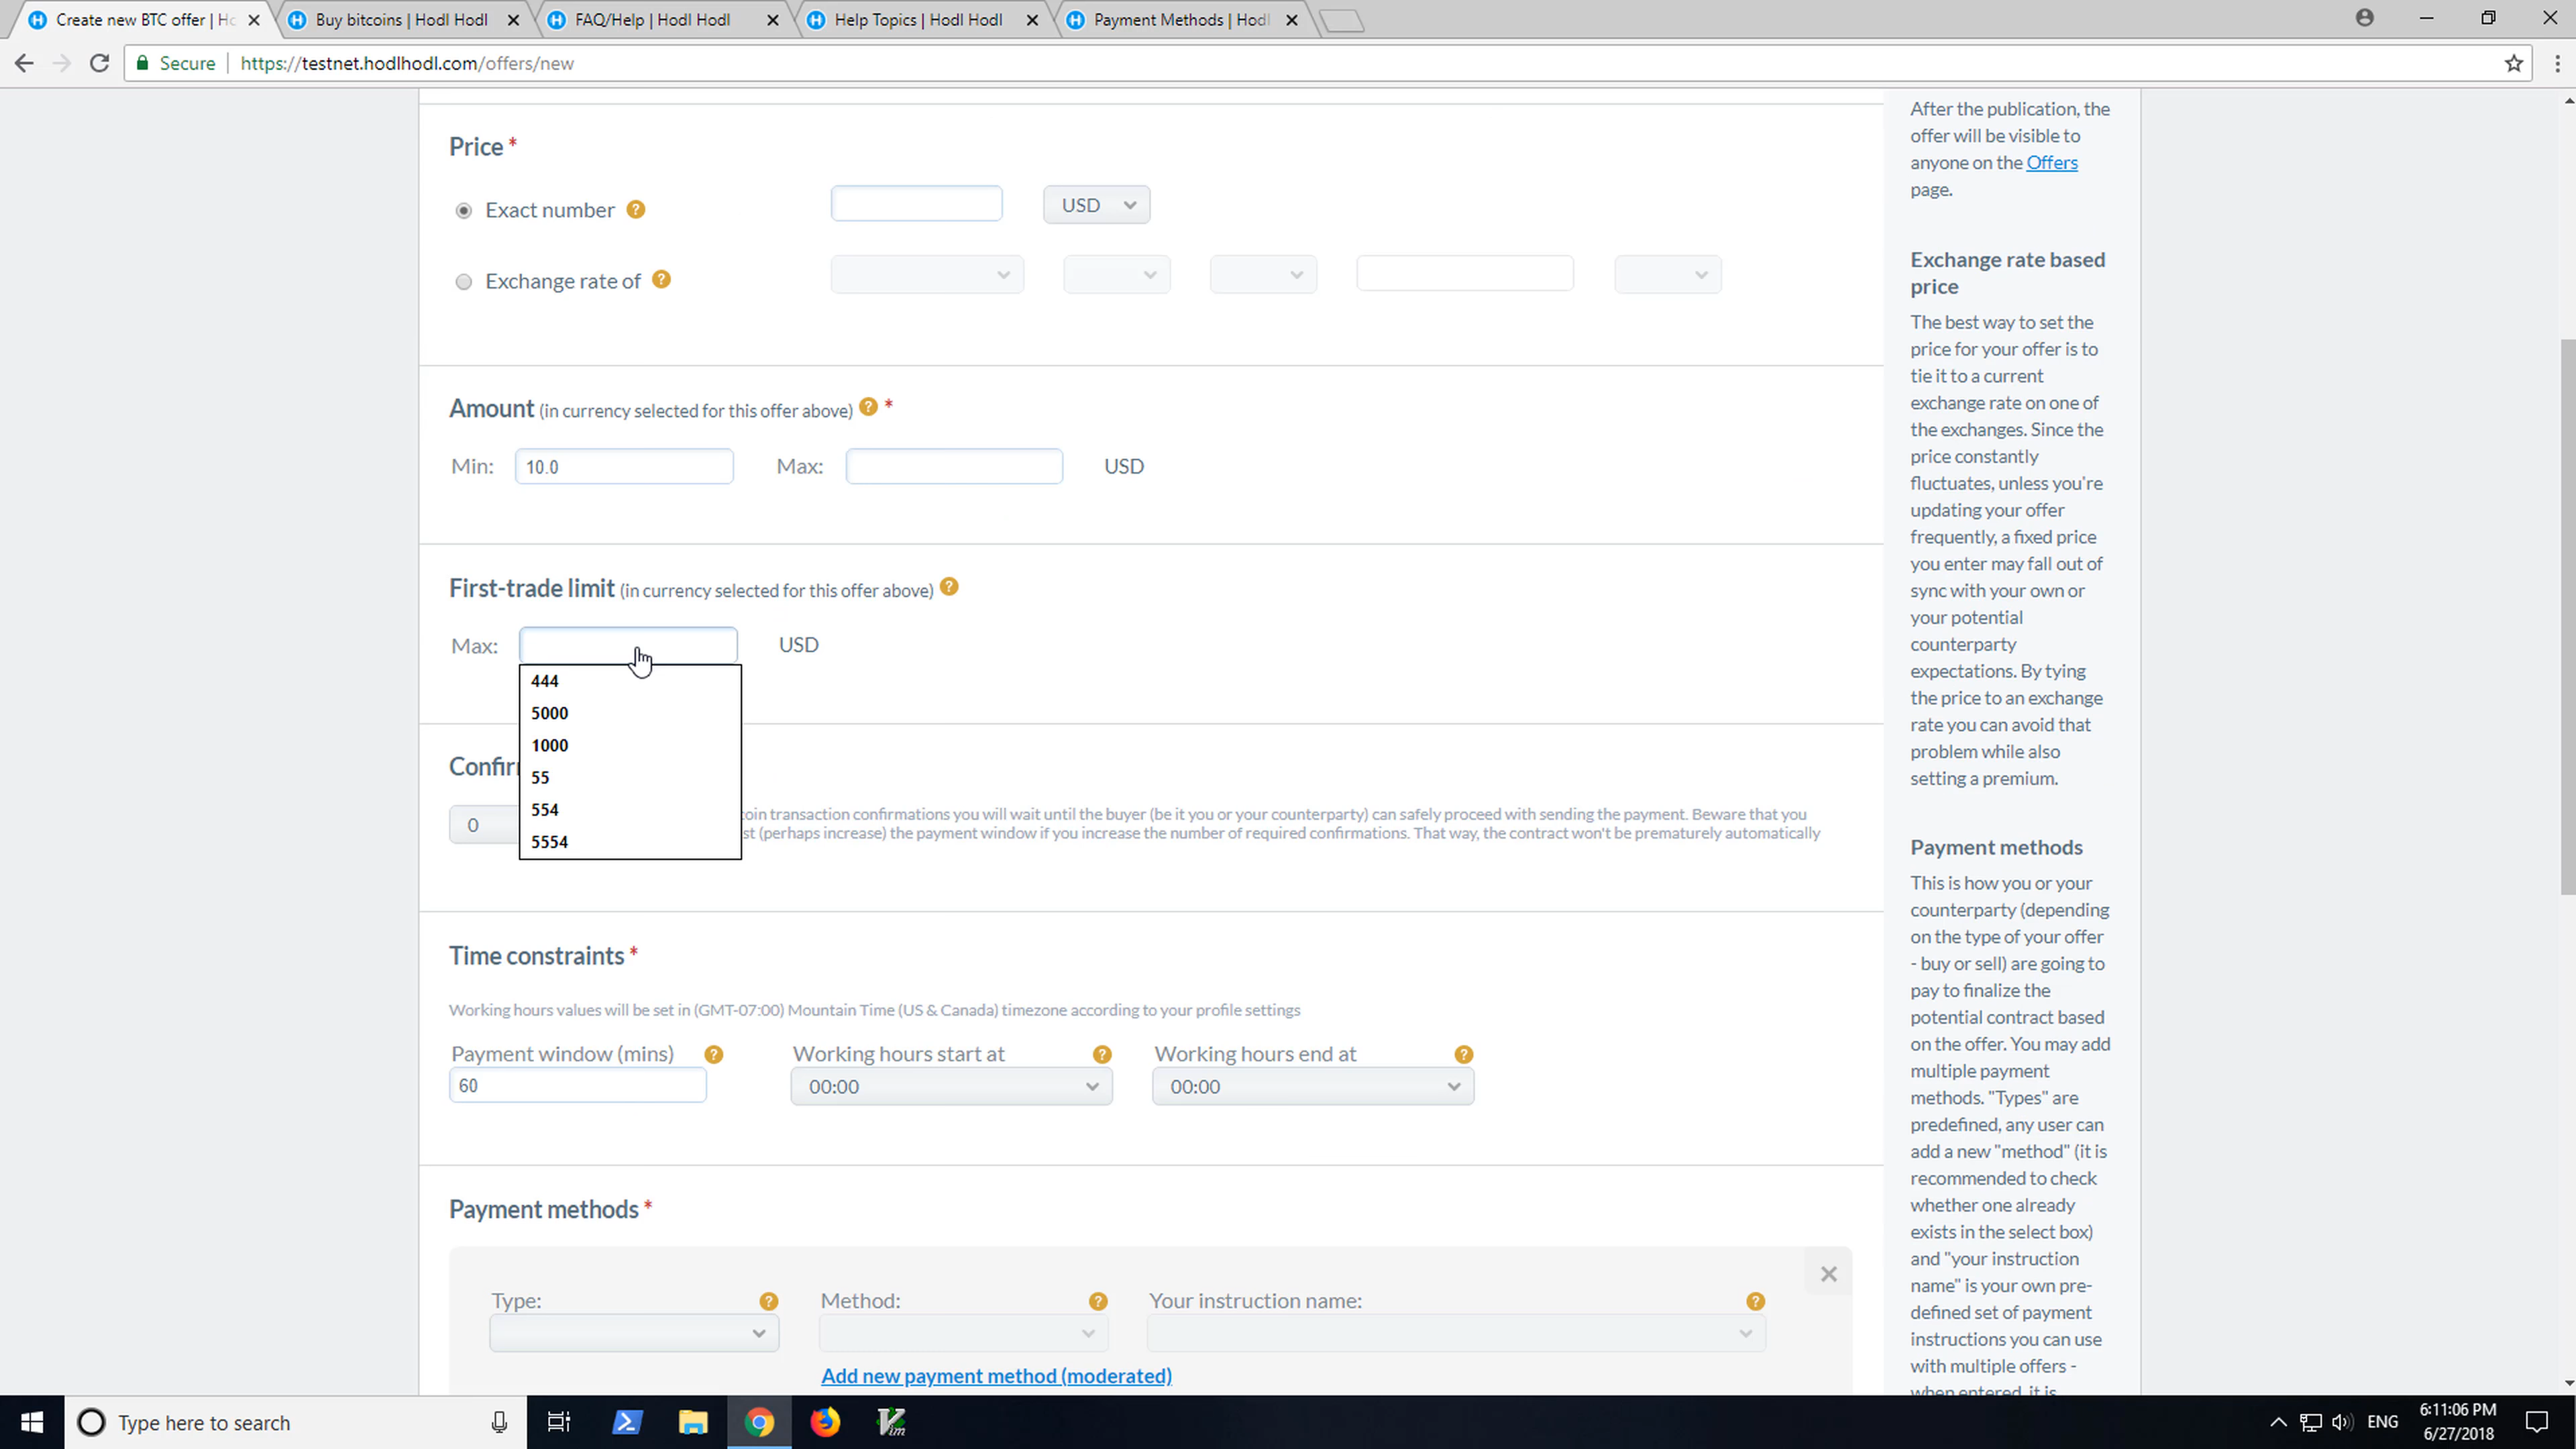 Create new BTC offer | Ho
Buy bitcoins | Hodl Hodl
FAQ/Help | Hodl Hodl
Help Topics | Hodl Hodl
Payment Methods | Hodl
Secure
https://testnet.hodlhodl.com/offers/new
Price *
Exact number ?
USD
Exchange rate of ?
Amount (in currency selected for this offer above) ? *
Min: 10.0 Max: USD
First-trade limit (in currency selected for this offer above) ?
Max: USD
444
5000
1000
55
554
5554
Confir
0
coin transaction confirmations you will wait until the buyer (be it you or your counterparty) can safely proceed with sending the payment. Beware that you
st (perhaps increase) the payment window if you increase the number of required confirmations. That way, the contract won't be prematurely automatically
Time constraints *
Working hours values will be set in (GMT-07:00) Mountain Time (US & Canada) timezone according to your profile settings
Payment window (mins) ? Working hours start at ? Working hours end at ?
60 00:00 00:00
Payment methods *
Type: ? Method: ? Your instruction name: ?
Add new payment method (moderated)
After the publication, the
offer will be visible to
anyone on the Offers
page.
Exchange rate based
price
The best way to set the
price for your offer is to
tie it to a current
exchange rate on one of
the exchanges. Since the
price constantly
fluctuates, unless you're
updating your offer
frequently, a fixed price
you enter may fall out of
sync with your own or
your potential
counterparty
expectations. By tying
the price to an exchange
rate you can avoid that
problem while also
setting a premium.
Payment methods
This is how you or your
counterparty (depending
on the type of your offer
- buy or sell) are going to
pay to finalize the
potential contract based
on the offer. You may add
multiple payment
methods. "Types" are
predefined, any user can
add a new "method" (it is
recommended to check
whether one already
exists in the select box)
and "your instruction
name" is your own pre-
defined set of payment
instructions you can use
with multiple offers -
when entered, it is
Type here to search
ENG
6:11:06 PM
6/27/2018